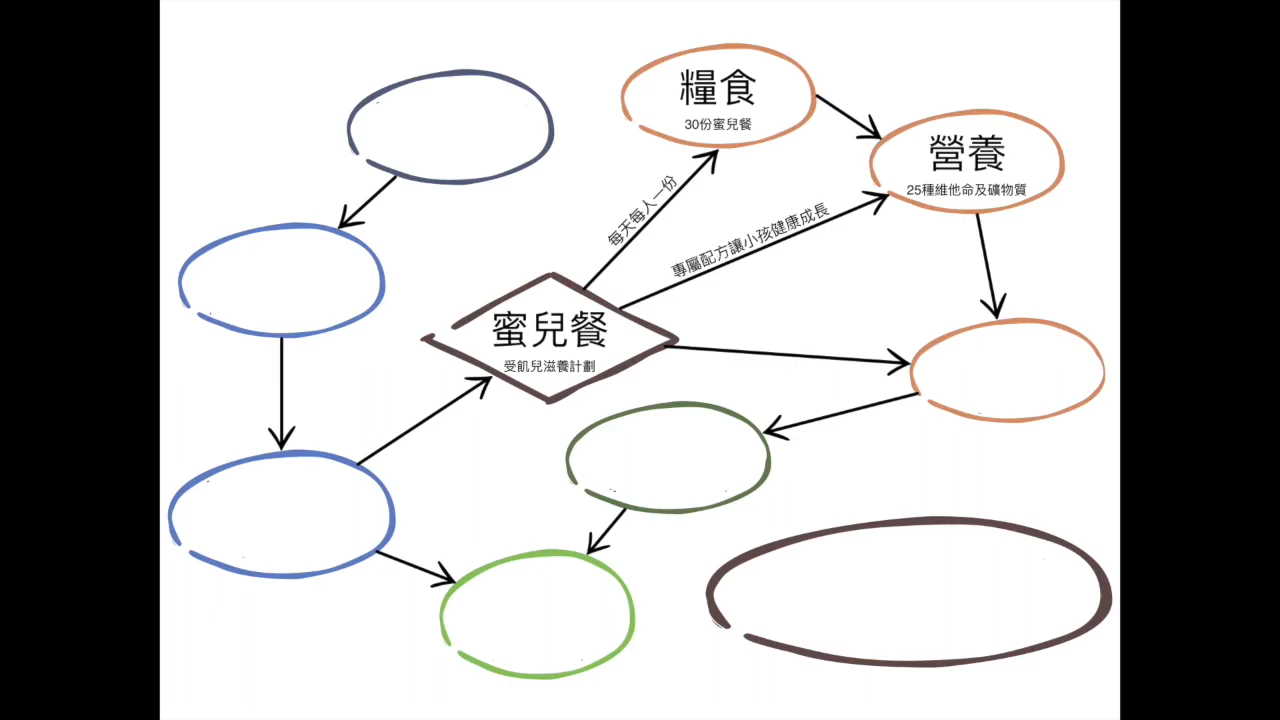 糧食
30份蜜兒餐
營養
25種維他命及礦物質
每天每人一份
專屬配方讓小孩健康成長
蜜兒餐
受飢兒滋養計劃